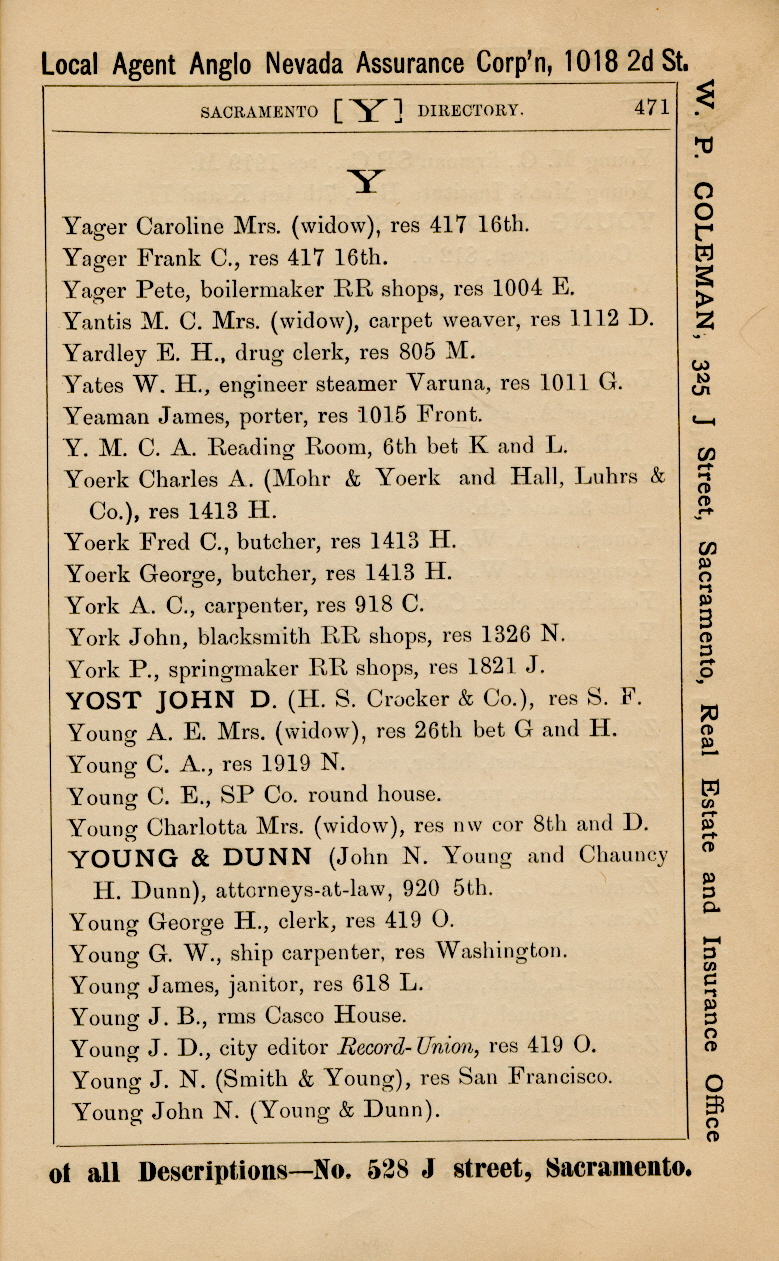 Local Agent Anglo Nevada Assurance Corp'n, 1018 2d St.
SACRAMENTO [Y] DIRECTORY. 471
Y
Yager Caroline Mrs. (widow), res 417 16th.
Yager Frank C., res 417 16th.
Yager Pete, boilermaker RR shops, res 1004 E.
Yantis M. C. Mrs. (widow), carpet weaver, res 1112 D.
Yardley E. H., drug clerk, res 805 M.
Yates W. H., engineer steamer Varuna, res 1011 G.
Yeaman James, porter, res 1015 Front.
Y. M. C. A. Reading Room, 6th bet K and L.
Yoerk Charles A. (Mohr & Yoerk and Hall, Luhrs &
Co.), res 1413 H.
Yoerk Fred C., butcher, res 1413 H.
Yoerk George, butcher, res 1413 H.
York A. C., carpenter, res 918 C.
York John, blacksmith RR shops, res 1326 N.
York P., springmaker RR shops, res 1821 J.
YOST JOHN D. (H. S. Crocker & Co.), res S. F.
Young A. E. Mrs. (widow), res 26th bet G and H.
Young C. A., res 1919 N.
Young C. E., SP Co. round house.
Young Charlotta Mrs. (widow), res nw cor 8th and D.
YOUNG & DUNN (John N. Young and Chauncy
H. Dunn), attorneys-at-law, 920 5th.
Young George H., clerk, res 419 O.
Young G. W., ship carpenter, res Washington.
Young James, janitor, res 618 L.
Young J. B., rms Casco House.
Young J. D., city editor Record-Union, res 419 O.
Young J. N. (Smith & Young), res San Francisco.
Young John N. (Young & Dunn).
W. P. COLEMAN, 325 J Street, Sacramento, Real Estate and Insurance Office
of all Descriptions—No. 528 J street, Sacramento.